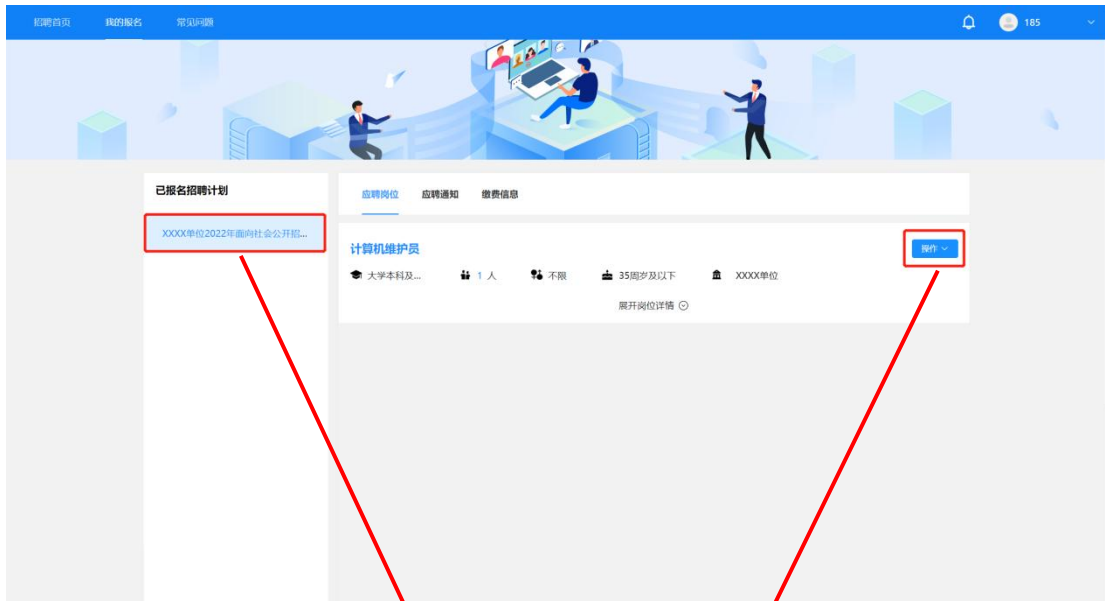 招聘首页 我的报名 常见问题 185
已报名招聘计划
应聘岗位 应聘通知 缴费信息
XXXX单位2022年面向社会公开招...
计算机维护员
操作
大学本科及... 1 人 不限 35周岁及以下 XXXX单位
展开岗位详情